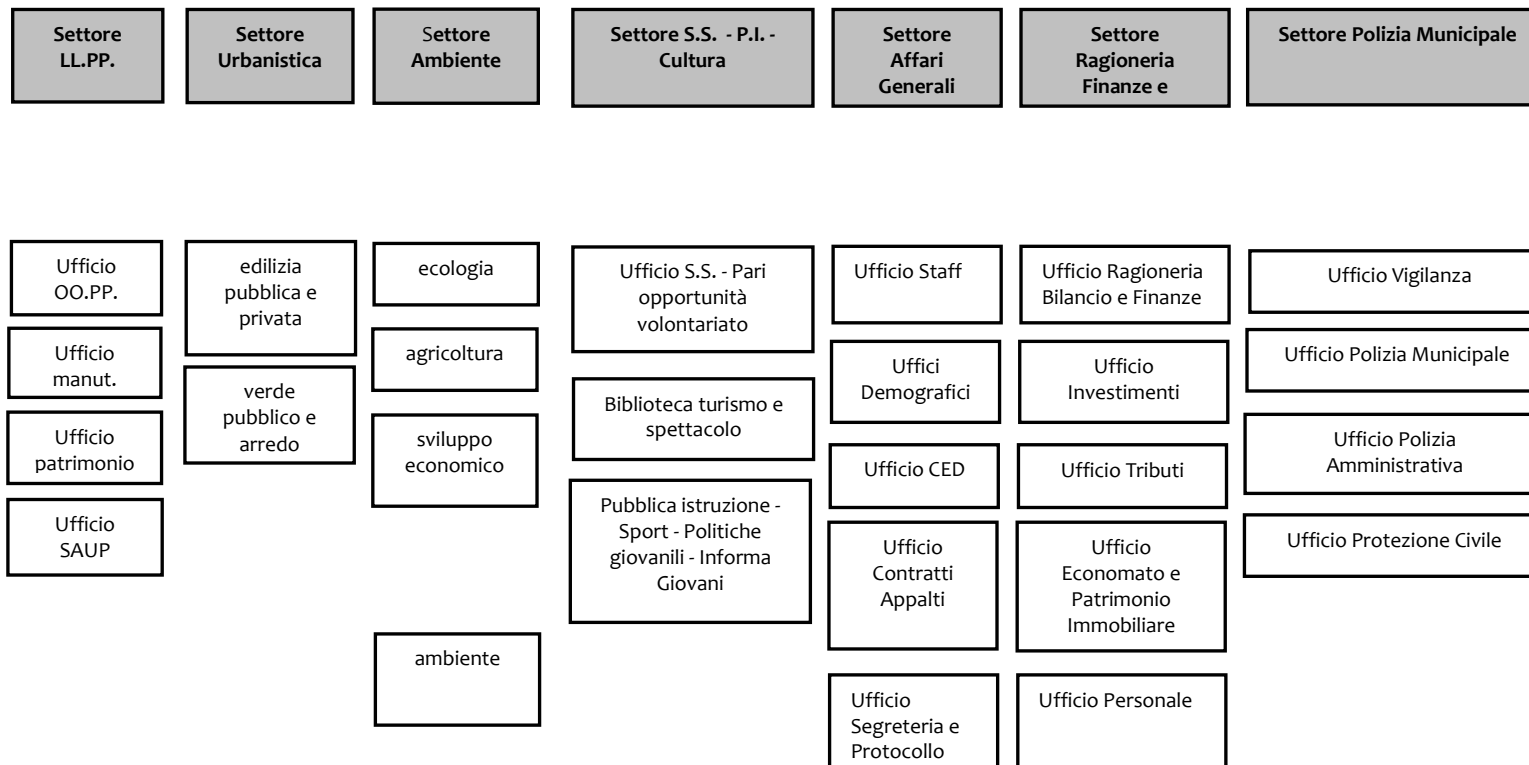 Settore
LL.PP.
Settore
Urbanistica
Settore
Ambiente
Settore S.S. - P.I. -
Cultura
Settore
Affari
Generali
Settore
Ragioneria
Finanze e
Settore Polizia Municipale
Ufficio
OO.PP.
Ufficio
manut.
Ufficio
patrimonio
Ufficio
SAUP
edilizia
pubblica e
privata
verde
pubblico e
arredo
ecologia
agricoltura
sviluppo
economico
ambiente
Ufficio S.S. - Pari
opportunità
volontariato
Biblioteca turismo e
spettacolo
Pubblica istruzione -
Sport - Politiche
giovanili - Informa
Giovani
Ufficio Staff
Uffici
Demografici
Ufficio CED
Ufficio
Contratti
Appalti
Ufficio
Segreteria e
Protocollo
Ufficio Ragioneria
Bilancio e Finanze
Ufficio
Investimenti
Ufficio Tributi
Ufficio
Economato e
Patrimonio
Immobiliare
Ufficio Personale
Ufficio Vigilanza
Ufficio Polizia Municipale
Ufficio Polizia
Amministrativa
Ufficio Protezione Civile